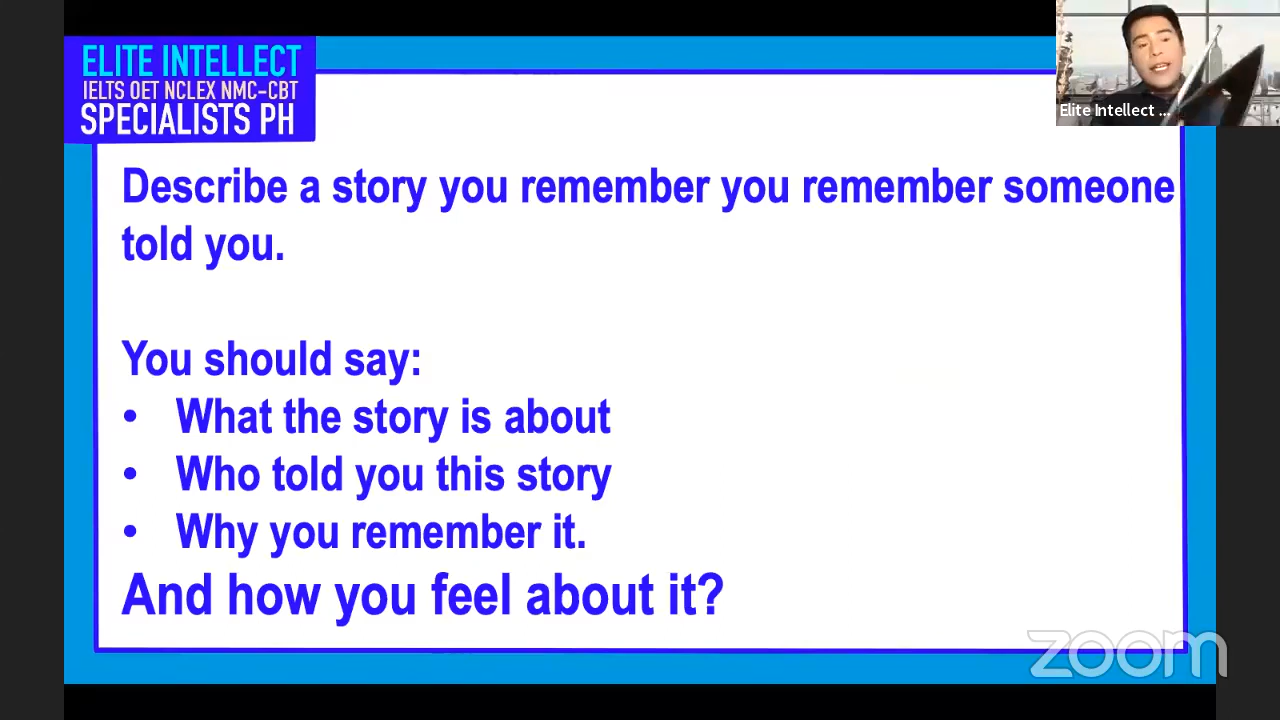 ELITE INTELLECT
IELTS OET NCLEX NMC-CBT
SPECIALISTS PH
Elite Intellect ...
Describe a story you remember you remember someone
told you.
You should say:
• What the story is about
• Who told you this story
• Why you remember it.
And how you feel about it?
zoom